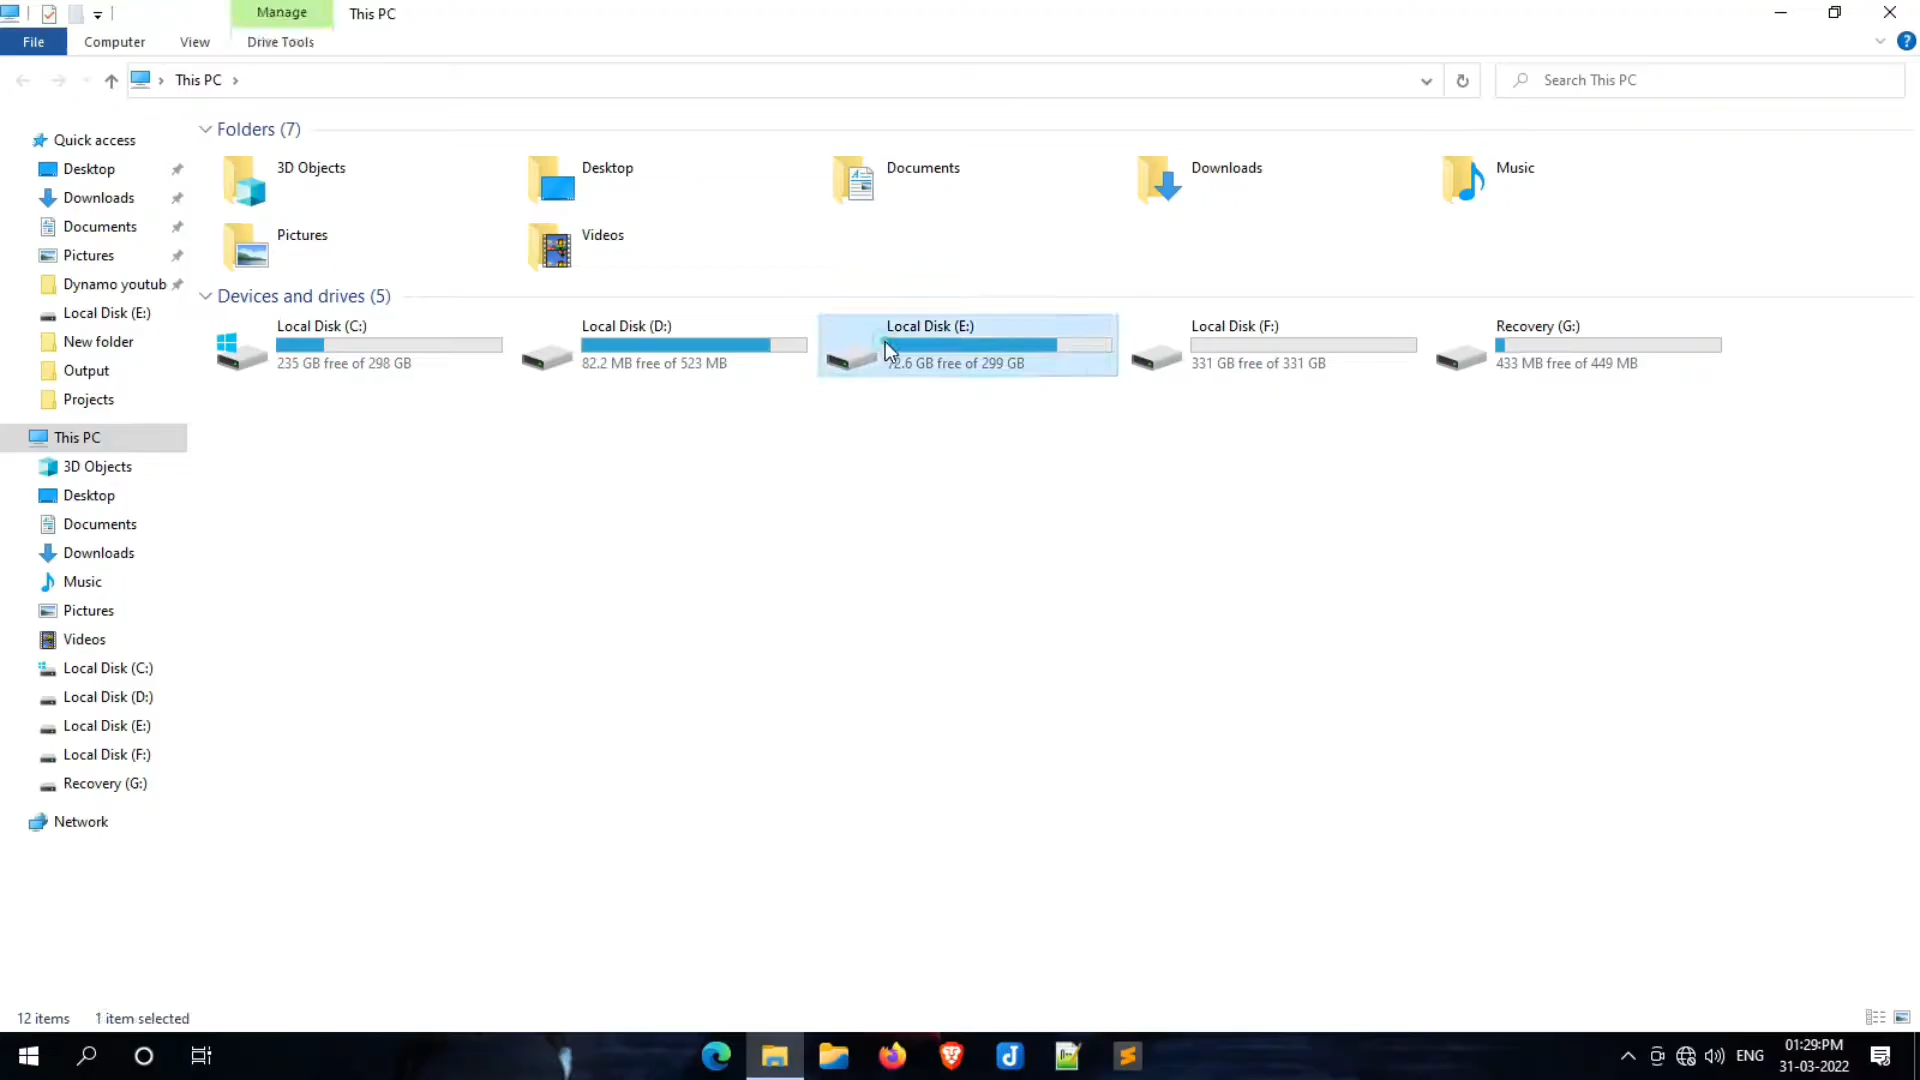 Manage
This PC
File
Computer
View
Drive Tools
This PC
Search This PC
Quick access
Desktop
Downloads
Documents
Pictures
Dynamo youtub
Local Disk (E:)
New folder
Output
Projects
This PC
3D Objects
Desktop
Documents
Downloads
Music
Pictures
Videos
Local Disk (C:)
Local Disk (D:)
Local Disk (E:)
Local Disk (F:)
Recovery (G:)
Network
Folders (7)
3D Objects
Desktop
Documents
Downloads
Music
Pictures
Videos
Devices and drives (5)
Local Disk (C:)
235 GB free of 298 GB
Local Disk (D:)
82.2 MB free of 523 MB
Local Disk (E:)
72.6 GB free of 299 GB
Local Disk (F:)
331 GB free of 331 GB
Recovery (G:)
433 MB free of 449 MB
12 items
1 item selected
ENG
01:29:PM
31-03-2022